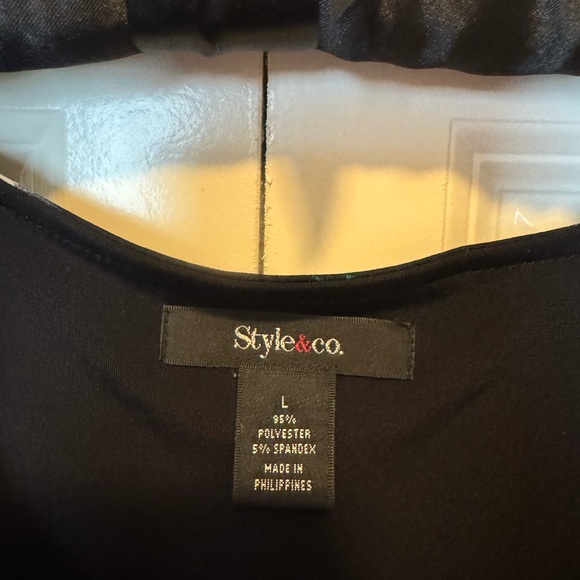 Style&co.
L
95%
POLYESTER
5% SPANDEX
MADE IN
PHILIPPINES